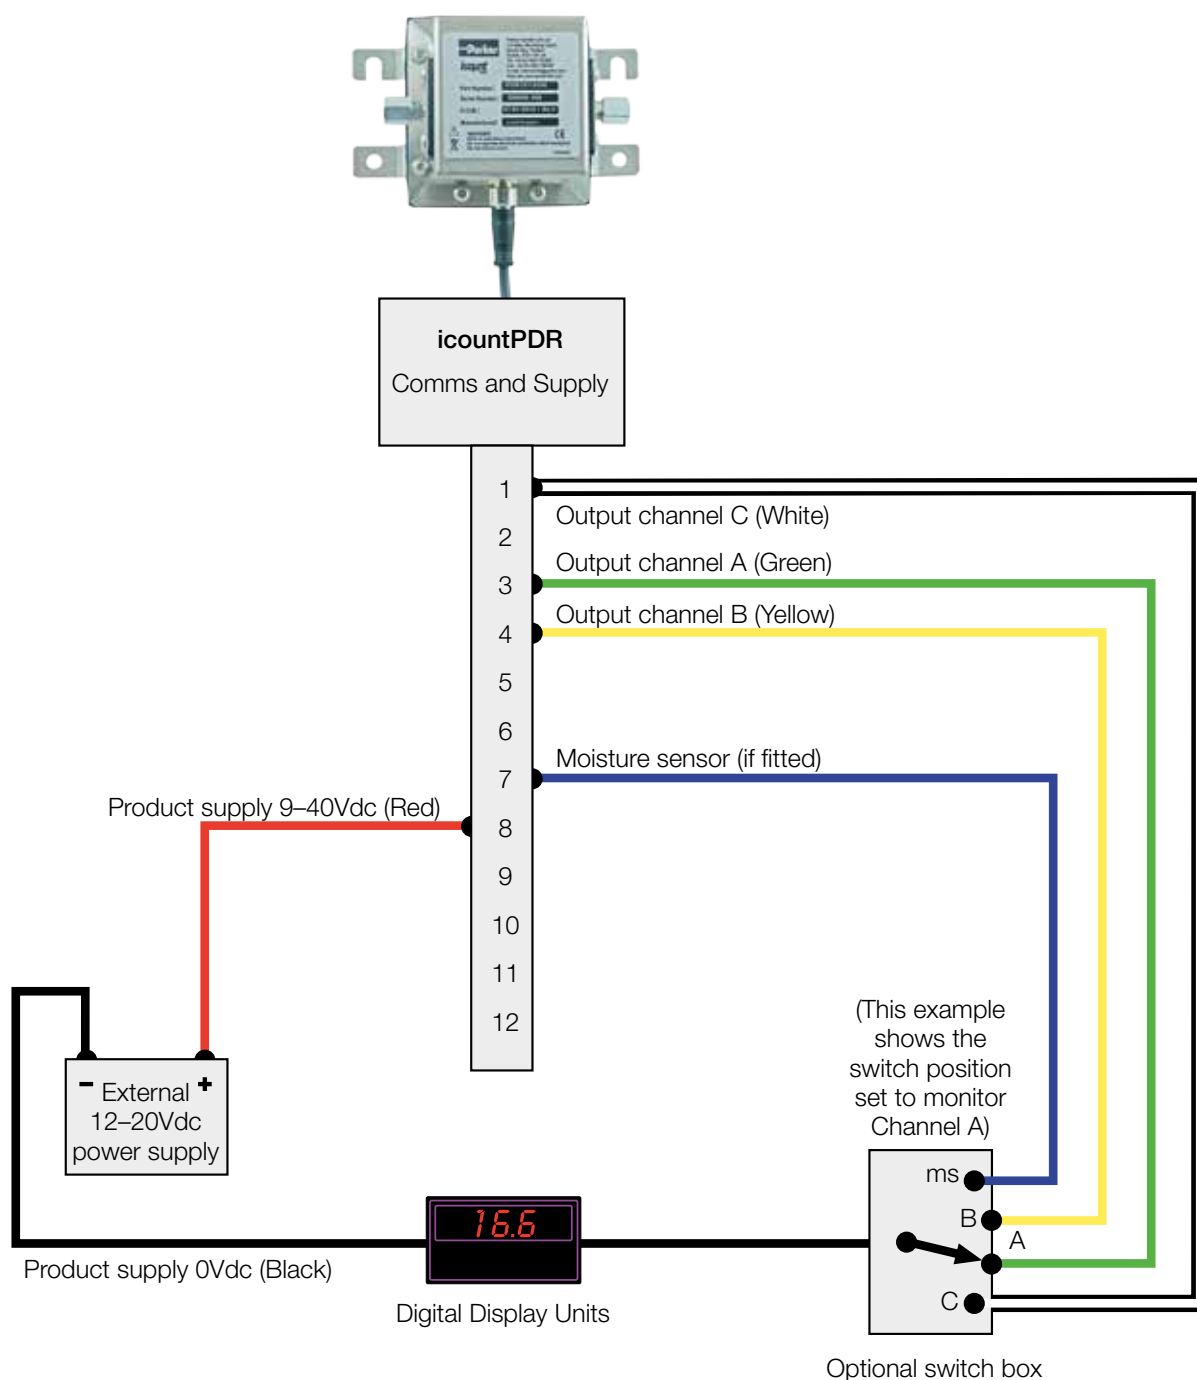 Parker
icount
icountPDR
Comms and Supply
1
Output channel C (White)
2
Output channel A (Green)
3
Output channel B (Yellow)
4
5
6
Moisture sensor (if fitted)
7
Product supply 9–40Vdc (Red)
8
9
10
11
12
(This example
shows the
switch position
set to monitor
Channel A)
– External +
12–20Vdc
power supply
ms
B
A
C
16.6
Product supply 0Vdc (Black)
Digital Display Units
Optional switch box